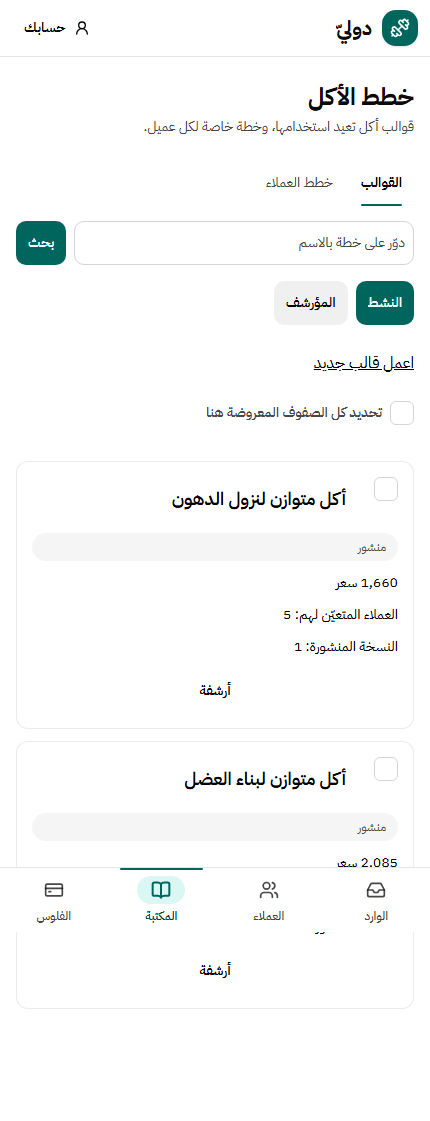 دوليّ
حسابك
خطط الأكل
قوالب أكل تعيد استخدامها، وخطة خاصة لكل عميل.
القوالب
خطط العملاء
دوّر على خطة بالاسم
بحث
النشط
المؤرشف
اعمل قالب جديد
تحديد كل الصفوف المعروضة هنا
أكل متوازن لنزول الدهون
منشور
1,660 سعر
العملاء المتعيّن لهم: 5
النسخة المنشورة: 1
أرشفة
أكل متوازن لبناء العضل
منشور
2,085 سعر
الوارد
العملاء
المكتبة
الفلوس
أرشفة